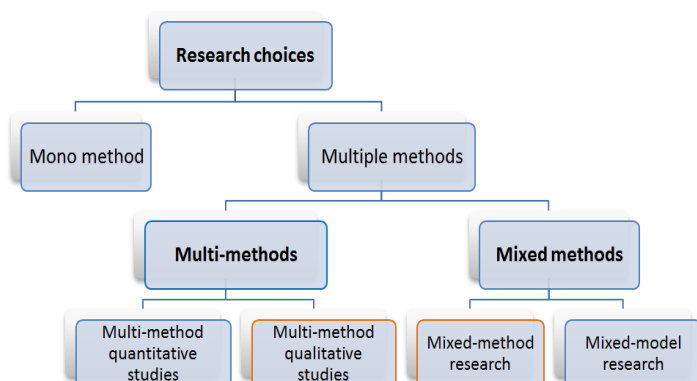 Research choices
Mono method
Multiple methods
Multi-methods
Mixed methods
Multi-method
quantitative
studies
Multi-method
qualitative
studies
Mixed-method
research
Mixed-model
research